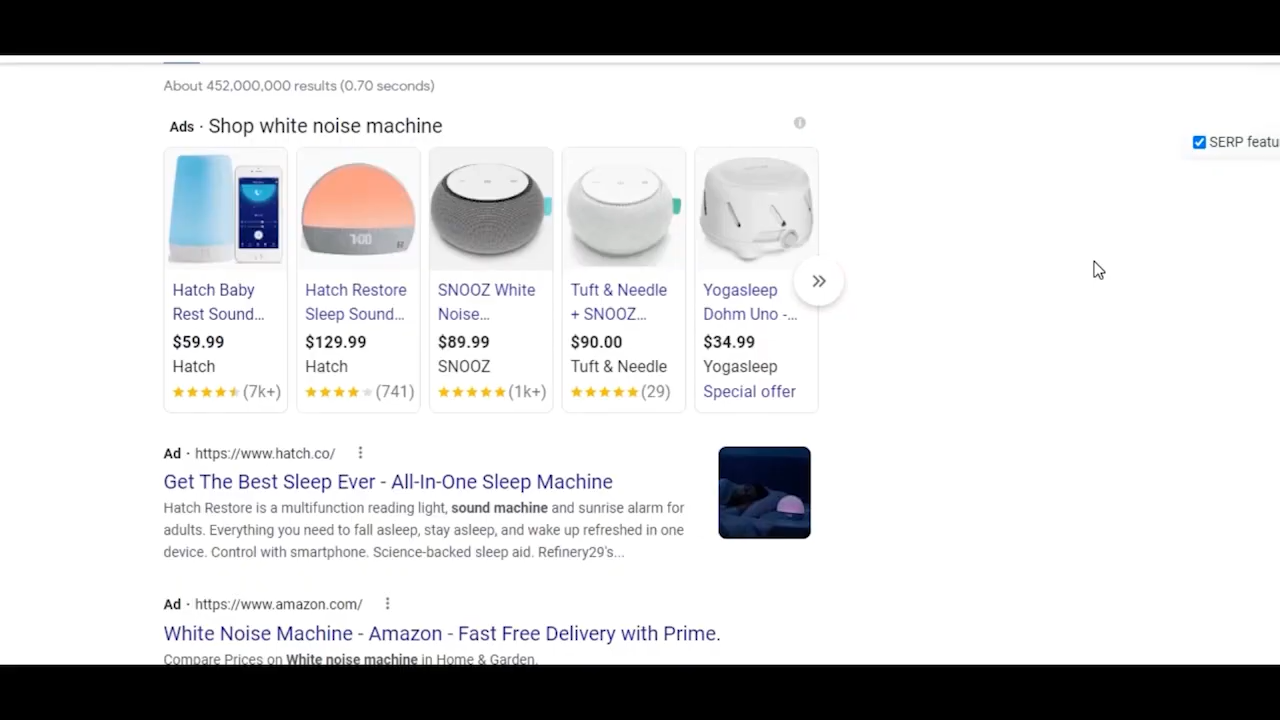 About 452,000,000 results (0.70 seconds)
SERP featu
Ads · Shop white noise machine
7:00
Hatch Baby
Rest Sound...
$59.99
Hatch
(7k+)
Hatch Restore
Sleep Sound...
$129.99
Hatch
(741)
SNOOZ White
Noise...
$89.99
SNOOZ
(1k+)
Tuft & Needle
+ SNOOZ...
$90.00
Tuft & Needle
(29)
Yogasleep
Dohm Uno -...
$34.99
Yogasleep
Special offer
Ad · https://www.hatch.co/
Get The Best Sleep Ever - All-In-One Sleep Machine
Hatch Restore is a multifunction reading light, sound machine and sunrise alarm for
adults. Everything you need to fall asleep, stay asleep, and wake up refreshed in one
device. Control with smartphone. Science-backed sleep aid. Refinery29's...
Ad · https://www.amazon.com/
White Noise Machine - Amazon - Fast Free Delivery with Prime.
Compare Prices on White noise machine in Home & Garden.